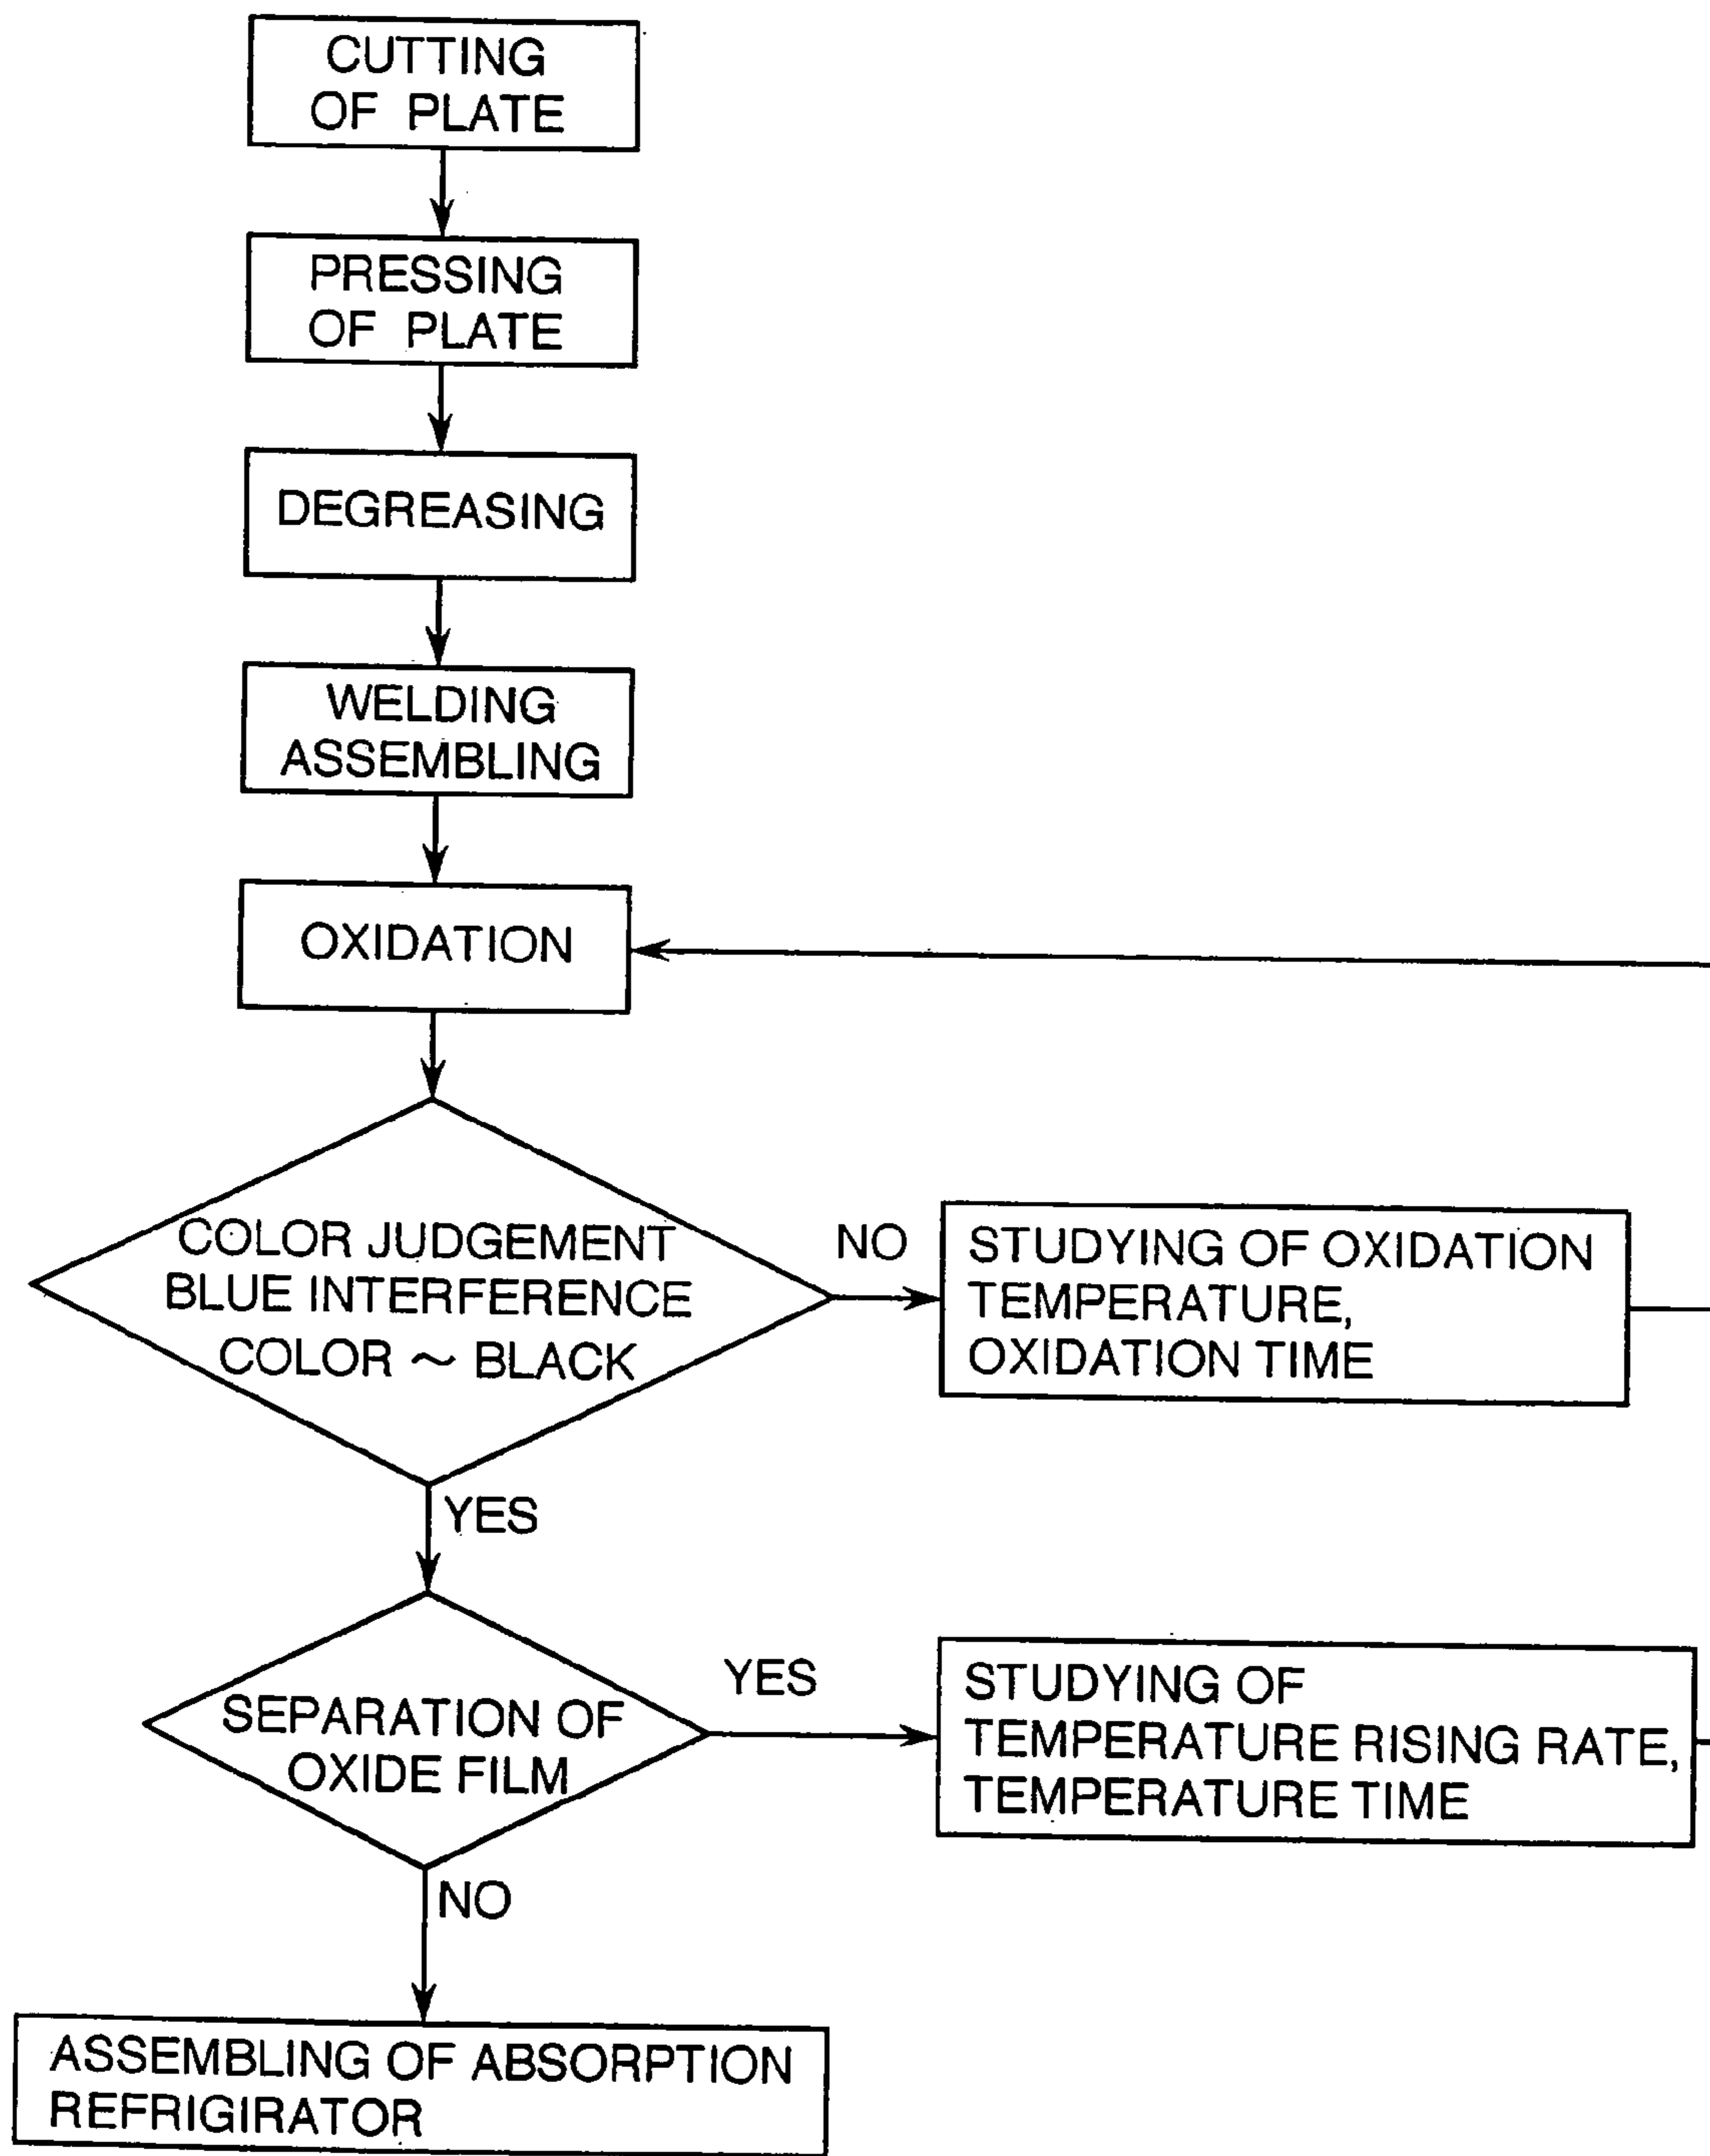 CUTTING
OF PLATE
PRESSING
OF PLATE
DEGREASING
WELDING
ASSEMBLING
OXIDATION
COLOR JUDGEMENT
BLUE INTERFERENCE
COLOR ~ BLACK
NO
STUDYING OF OXIDATION
TEMPERATURE,
OXIDATION TIME
YES
SEPARATION OF
OXIDE FILM
YES
STUDYING OF
TEMPERATURE RISING RATE,
TEMPERATURE TIME
NO
ASSEMBLING OF ABSORPTION
REFRIGIRATOR